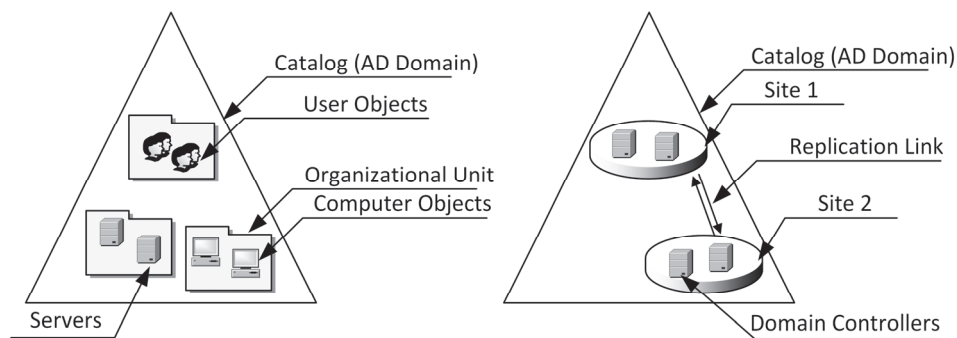 Catalog (AD Domain)
User Objects
Organizational Unit
Computer Objects
Servers
Catalog (AD Domain)
Site 1
Replication Link
Site 2
Domain Controllers